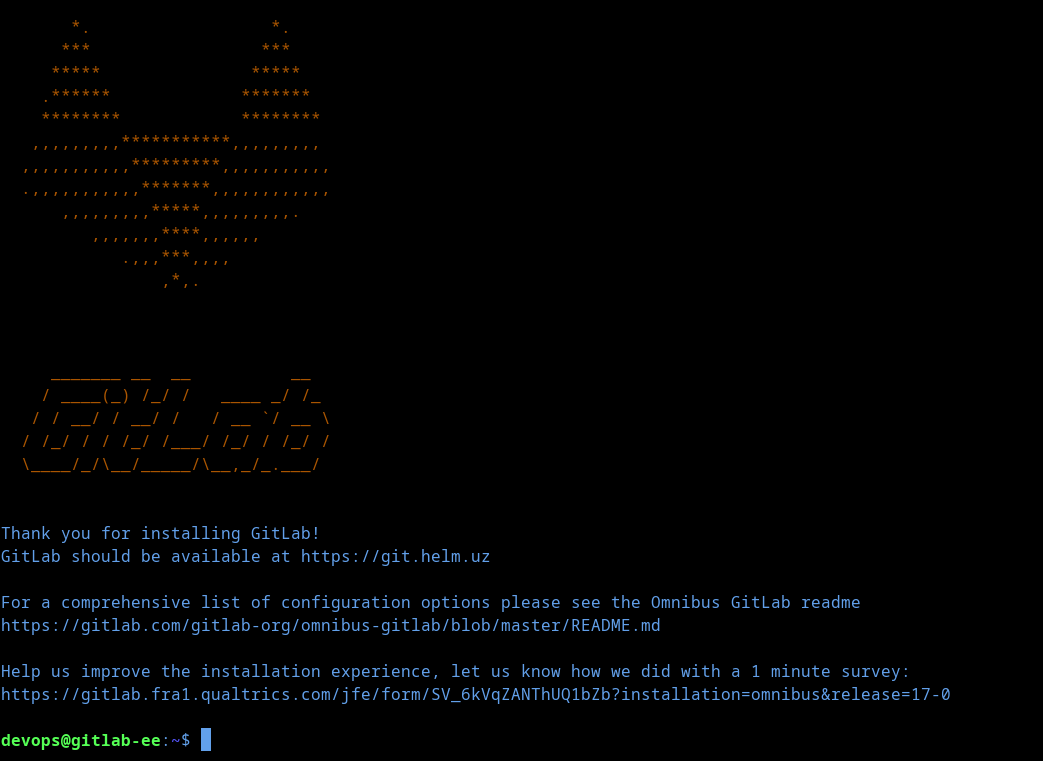 *.                  *.
      ***                 ***
     *****               *****
    .******             *******
    ********            ********
   ,,,,,,,,,***********,,,,,,,,,
  ,,,,,,,,,,,*********,,,,,,,,,,,
  .,,,,,,,,,,,*******,,,,,,,,,,,,
      ,,,,,,,,,*****,,,,,,,,,.
         ,,,,,,,****,,,,,,
            .,,,***,,,,
                ,*,.

     _______ __  __          __
    / ____(_) /_/ /   ____ _/ /_
   / / __/ / __/ /   / __ `/ __ \
  / /_/ / / /_/ /___/ /_/ / /_/ /
  \____/_/\__/_____/\__,_/_.___/

Thank you for installing GitLab!
GitLab should be available at https://git.helm.uz

For a comprehensive list of configuration options please see the Omnibus GitLab readme
https://gitlab.com/gitlab-org/omnibus-gitlab/blob/master/README.md

Help us improve the installation experience, let us know how we did with a 1 minute survey:
https://gitlab.fra1.qualtrics.com/jfe/form/SV_6kVqZANThUQ1bZb?installation=omnibus&release=17-0

devops@gitlab-ee:~$